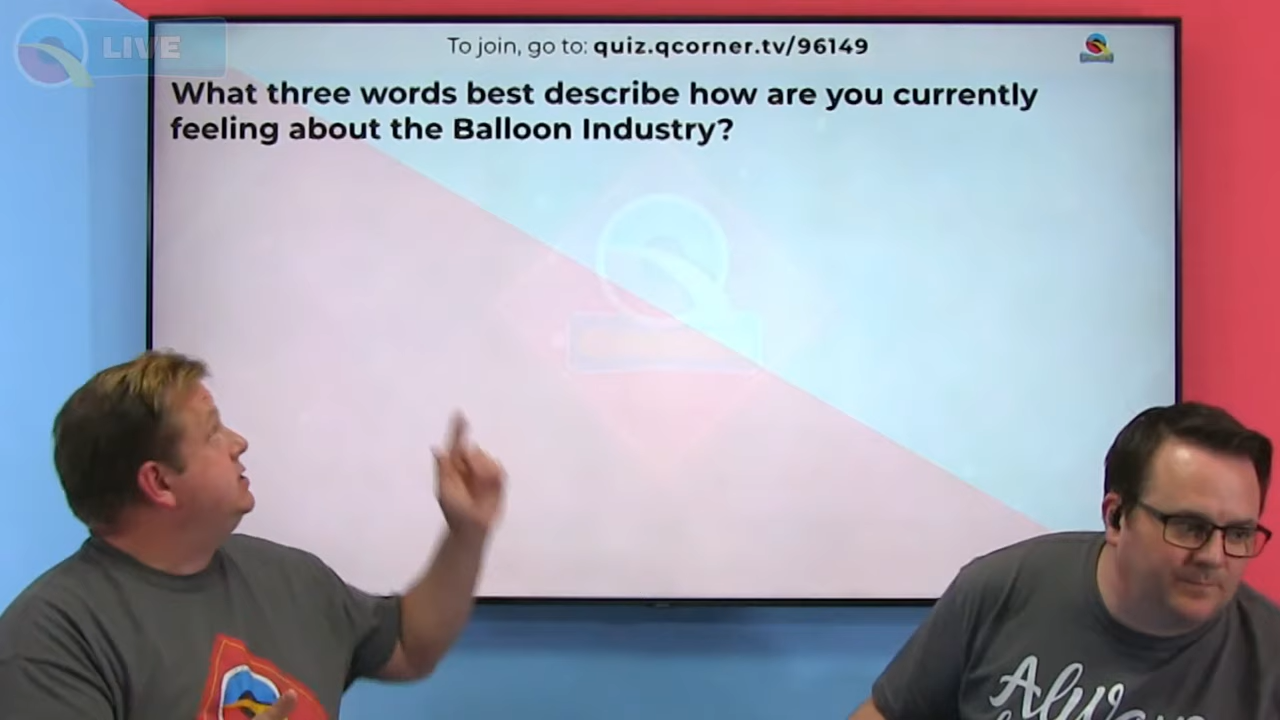 LIVE
To join, go to: quiz.qcorner.tv/96149
What three words best describe how are you currently
feeling about the Balloon Industry?